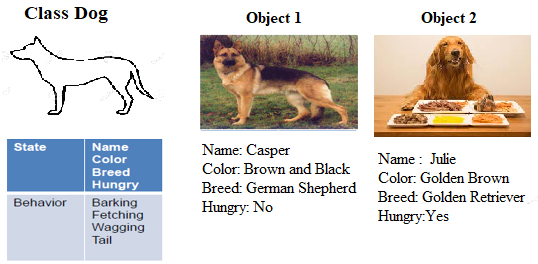 Class Dog
State Name
Color
Breed
Hungry
Behavior Barking
Fetching
Wagging
Tail
Object 1
Name: Casper
Color: Brown and Black
Breed: German Shepherd
Hungry: No
Object 2
Name : Julie
Color: Golden Brown
Breed: Golden Retriever
Hungry:Yes